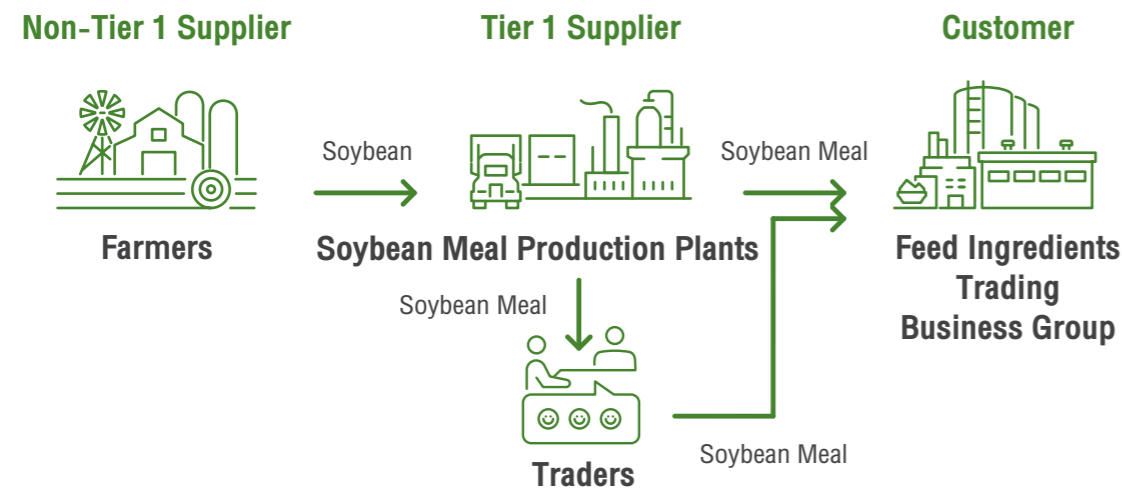 Non-Tier 1 Supplier
Tier 1 Supplier
Customer
Soybean
Soybean Meal
Farmers
Soybean Meal Production Plants
Feed Ingredients
Trading
Business Group
Soybean Meal
Soybean Meal
Traders